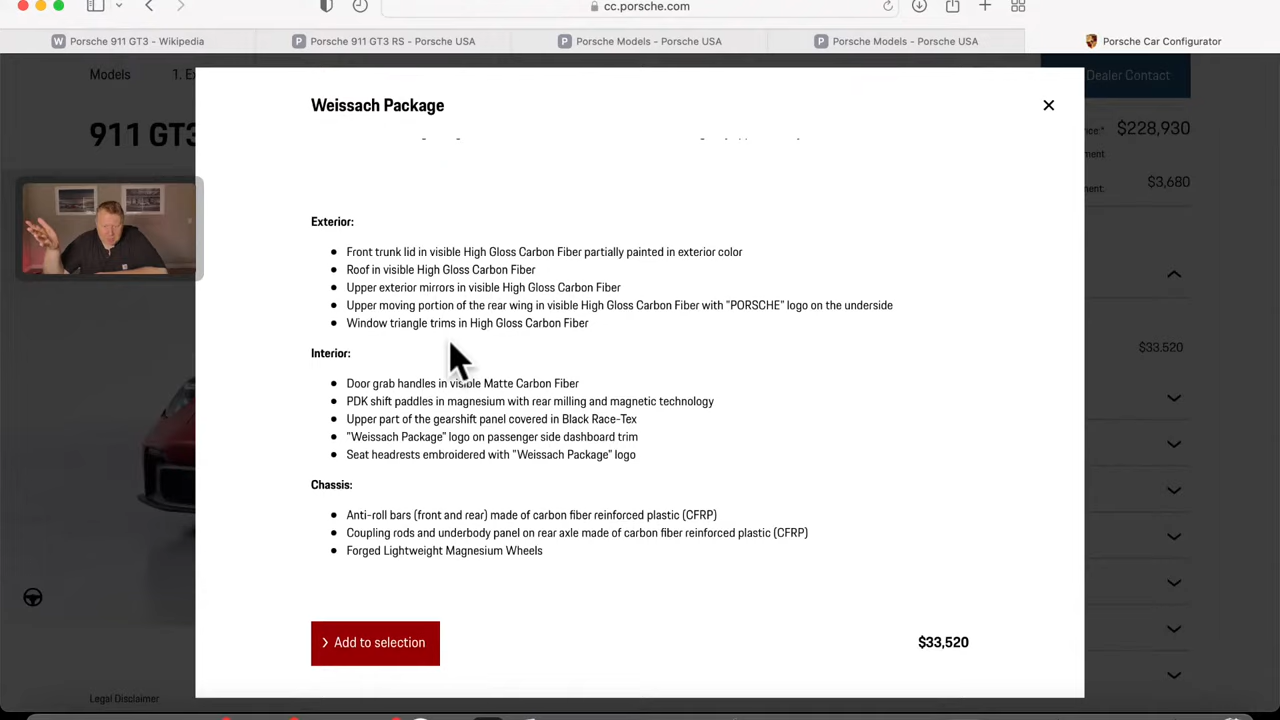 cc.porsche.com
Porsche 911 GT3 - Wikipedia
Porsche 911 GT3 RS - Porsche USA
Porsche Models - Porsche USA
Porsche Models - Porsche USA
Porsche Car Configurator
Models
1. E
Dealer Contact
911 GT3
Weissach Package
nce:*
$228,930
ment
ment:
$3,680
Exterior:
Front trunk lid in visible High Gloss Carbon Fiber partially painted in exterior color
Roof in visible High Gloss Carbon Fiber
Upper exterior mirrors in visible High Gloss Carbon Fiber
Upper moving portion of the rear wing in visible High Gloss Carbon Fiber with "PORSCHE" logo on the underside
Window triangle trims in High Gloss Carbon Fiber
$33,520
Interior:
Door grab handles in visible Matte Carbon Fiber
PDK shift paddles in magnesium with rear milling and magnetic technology
Upper part of the gearshift panel covered in Black Race-Tex
"Weissach Package" logo on passenger side dashboard trim
Seat headrests embroidered with "Weissach Package" logo
Chassis:
Anti-roll bars (front and rear) made of carbon fiber reinforced plastic (CFRP)
Coupling rods and underbody panel on rear axle made of carbon fiber reinforced plastic (CFRP)
Forged Lightweight Magnesium Wheels
Add to selection
$33,520
Legal Disclaimer